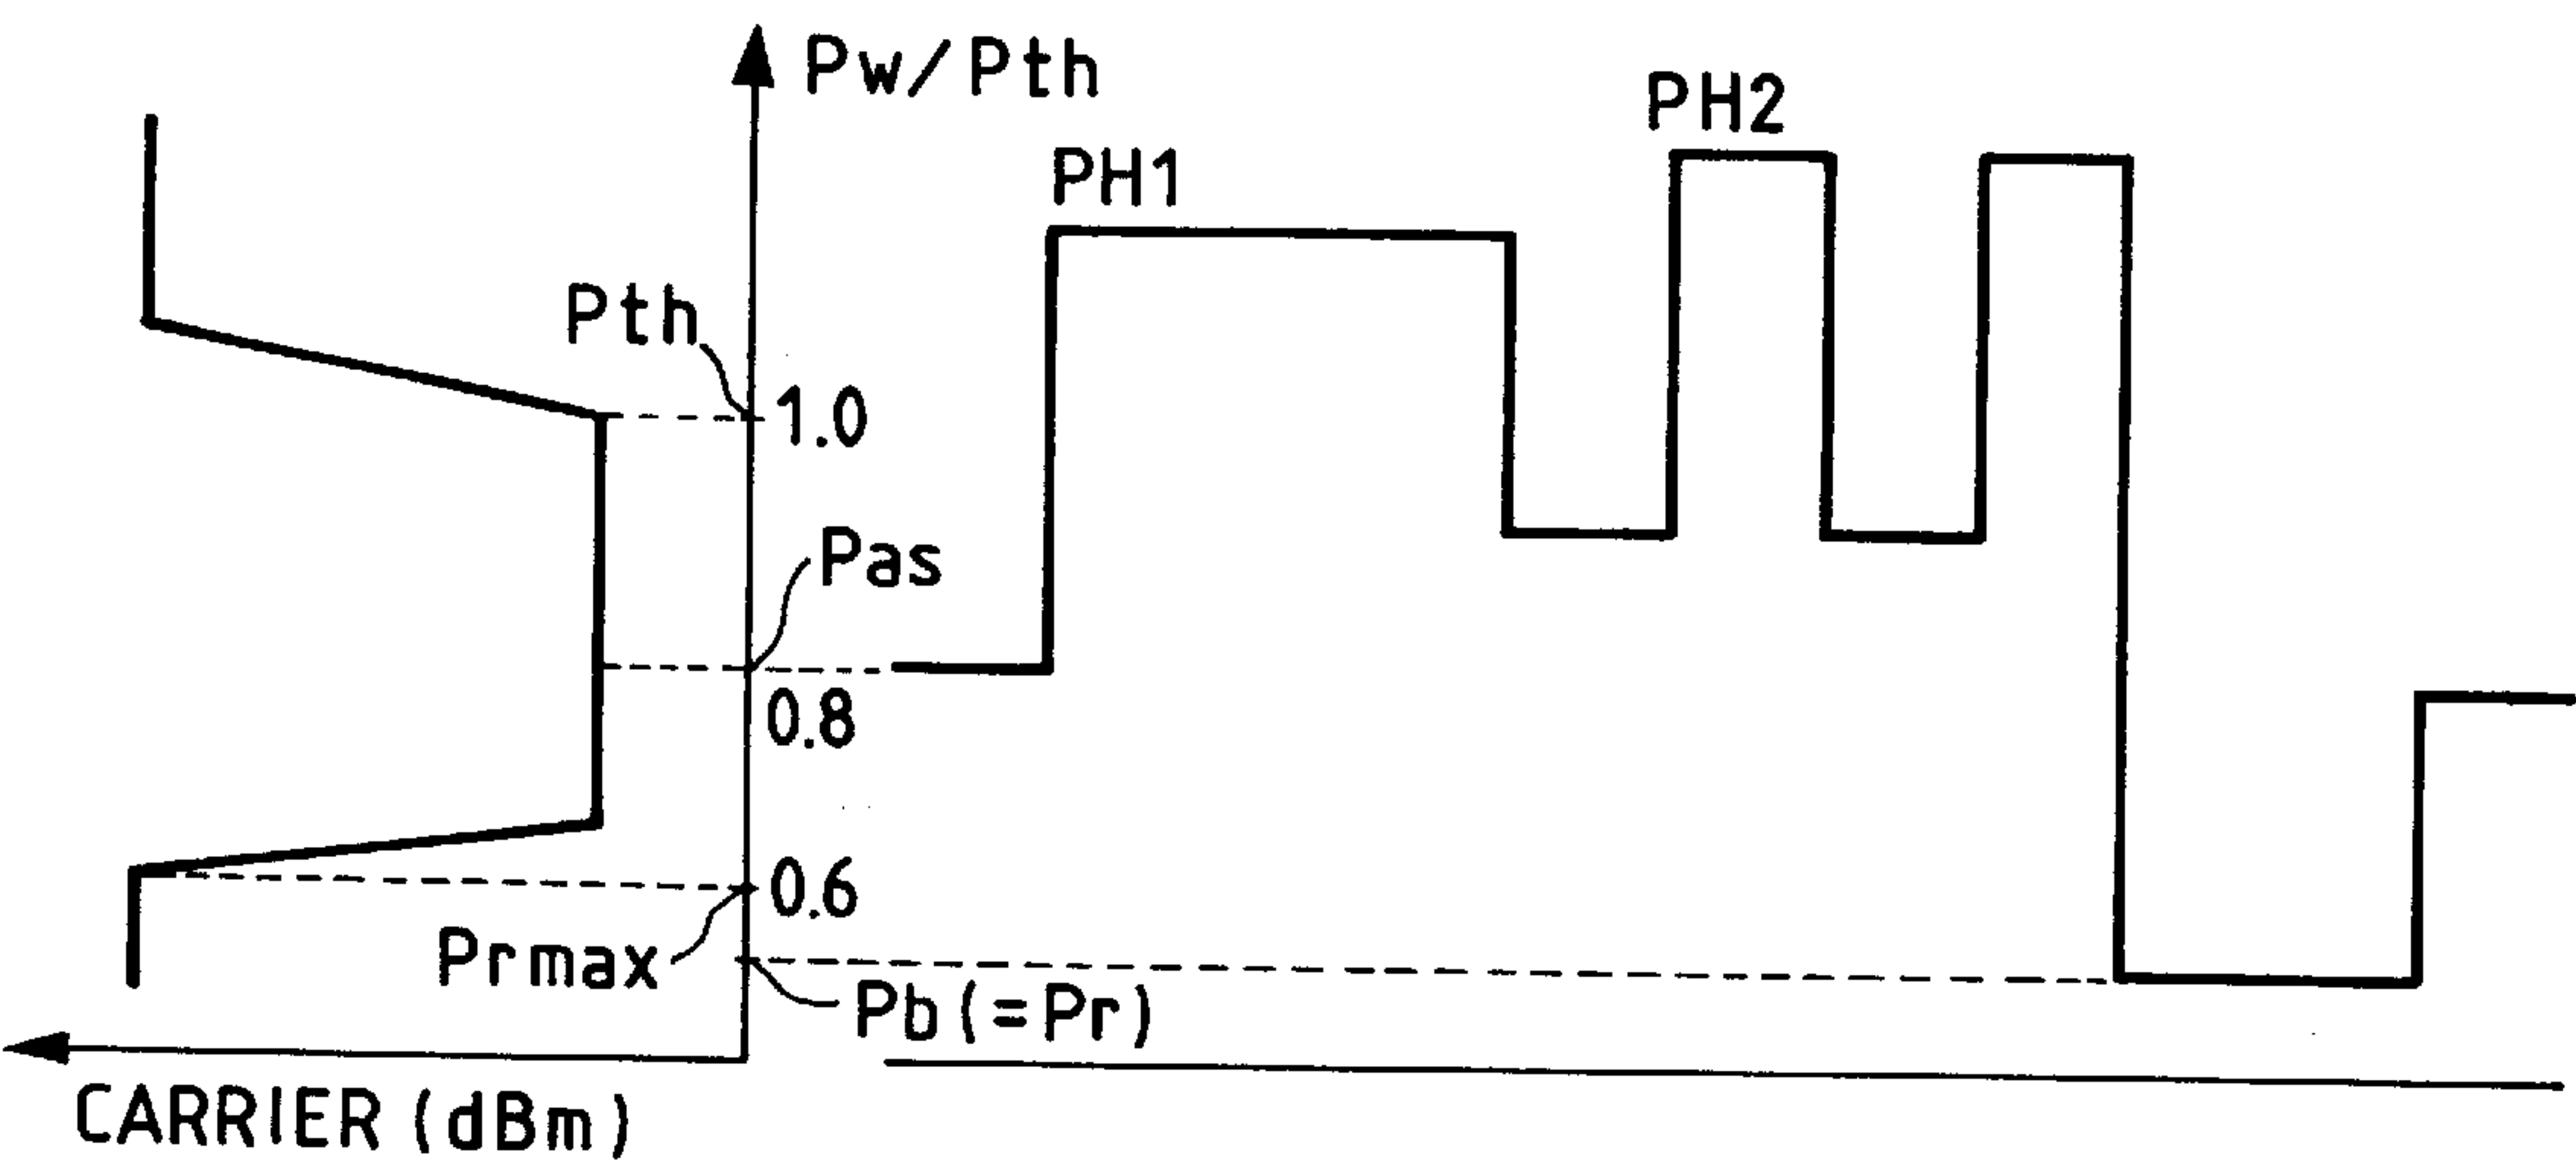 Pw/Pth
PH2
PH1
Pth
1.0
Pas
0.8
0.6
Prmax
Pb (=Pr)
CARRIER (dBm)